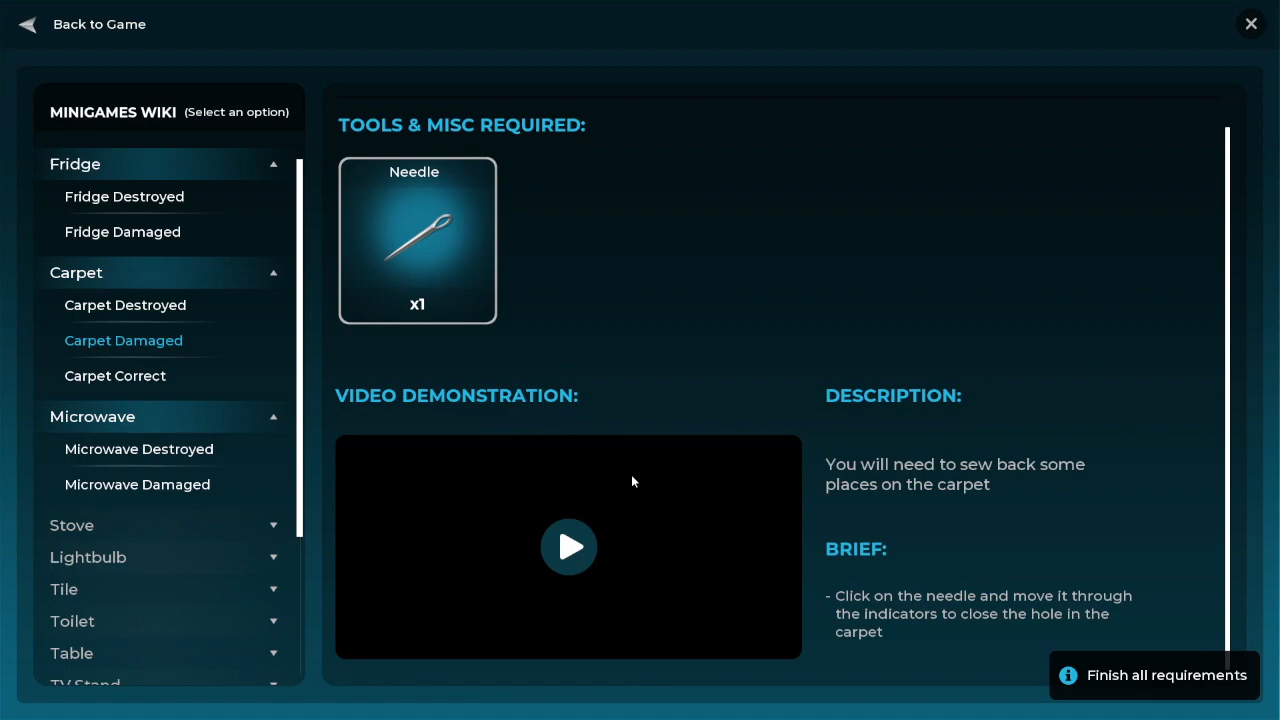 Back to Game
MINIGAMES WIKI (Select an option)
Fridge
Fridge Destroyed
Fridge Damaged
Carpet
Carpet Destroyed
Carpet Damaged
Carpet Correct
Microwave
Microwave Destroyed
Microwave Damaged
Stove
Lightbulb
Tile
Toilet
Table
TV Stand
TOOLS & MISC REQUIRED:
Needle
x1
VIDEO DEMONSTRATION:
DESCRIPTION:
You will need to sew back some
places on the carpet
BRIEF:
- Click on the needle and move it through
the indicators to close the hole in the
carpet
Finish all requirements